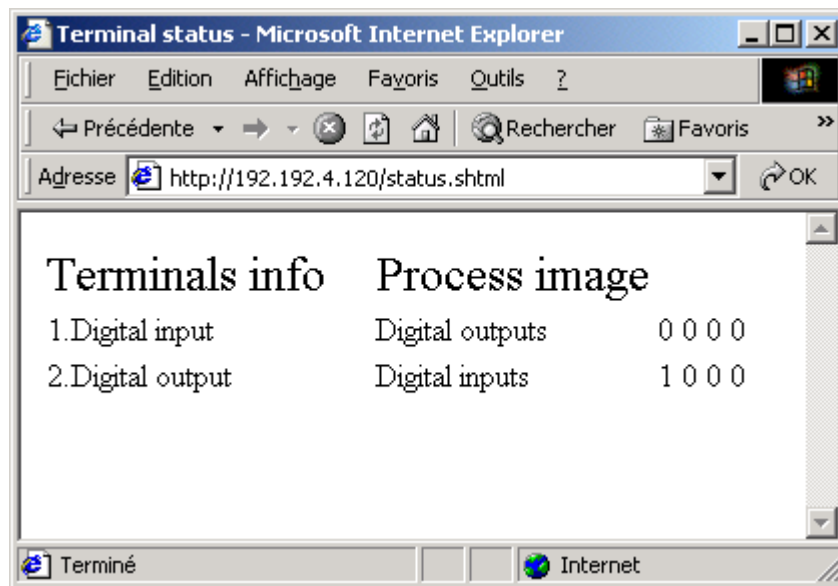 Terminal status - Microsoft Internet Explorer
Fichier Edition Affichage Favoris Outils ?
Précédente Rechercher Favoris »
Adresse http://192.192.4.120/status.shtml OK
Terminals info Process image
1.Digital input Digital outputs 0 0 0 0
2.Digital output Digital inputs 1 0 0 0
Terminé Internet